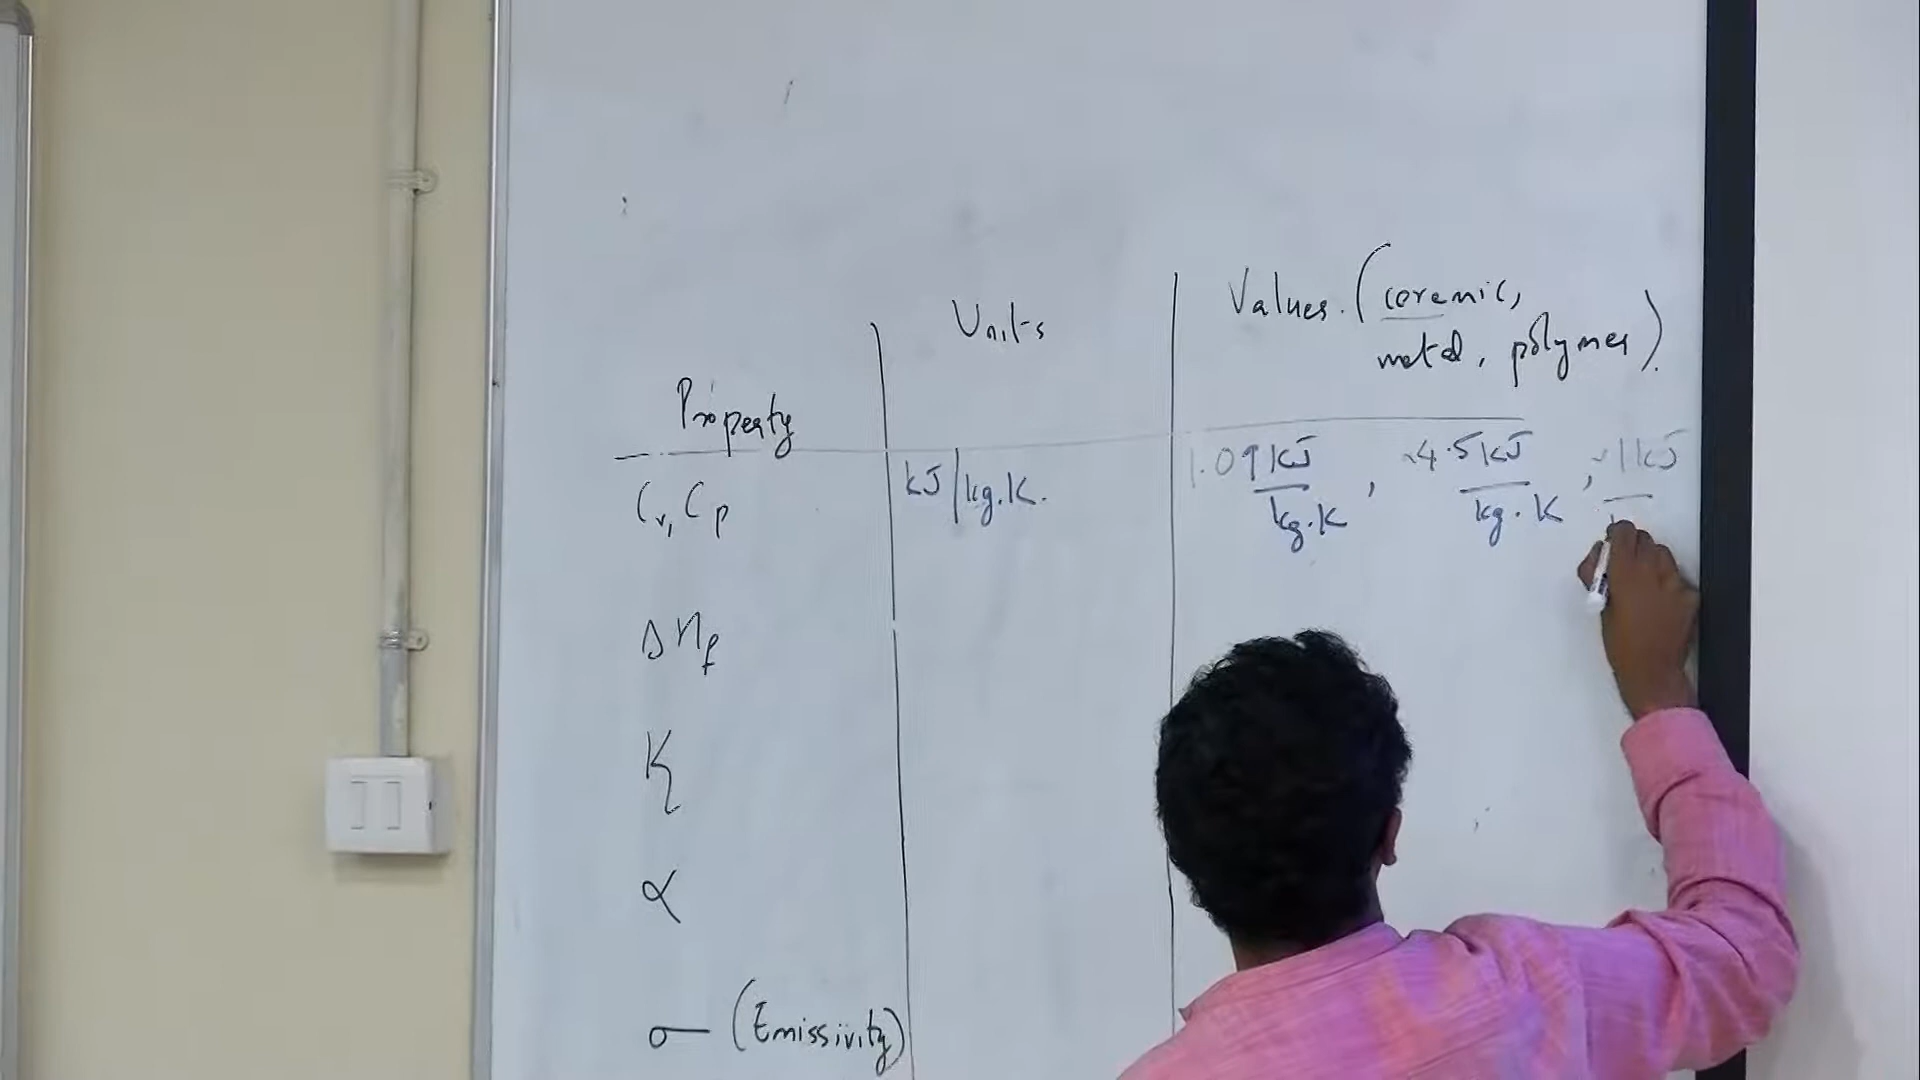 Property | Units | Values. (ceramic, metal, polymer).
Cv, Cp | kJ/kg.K. | 1.09 kJ/kg.K, ~4.5 kJ/kg.K, ~1 kJ
ΔHf
K
α
σ (Emissivity)